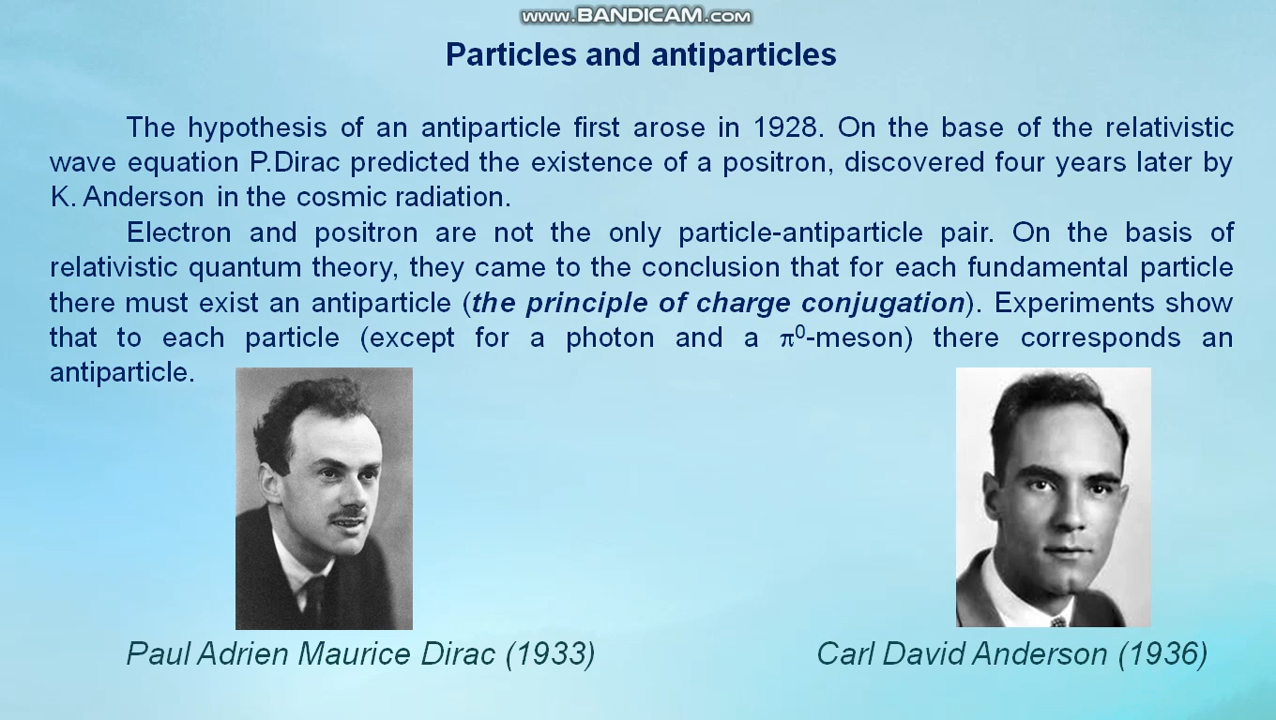 www.BANDICAM.com
Particles and antiparticles
The hypothesis of an antiparticle first arose in 1928. On the base of the relativistic
wave equation P.Dirac predicted the existence of a positron, discovered four years later by
K. Anderson in the cosmic radiation.
Electron and positron are not the only particle-antiparticle pair. On the basis of
relativistic quantum theory, they came to the conclusion that for each fundamental particle
there must exist an antiparticle (the principle of charge conjugation). Experiments show
that to each particle (except for a photon and a π⁰-meson) there corresponds an
antiparticle.
Paul Adrien Maurice Dirac (1933)
Carl David Anderson (1936)